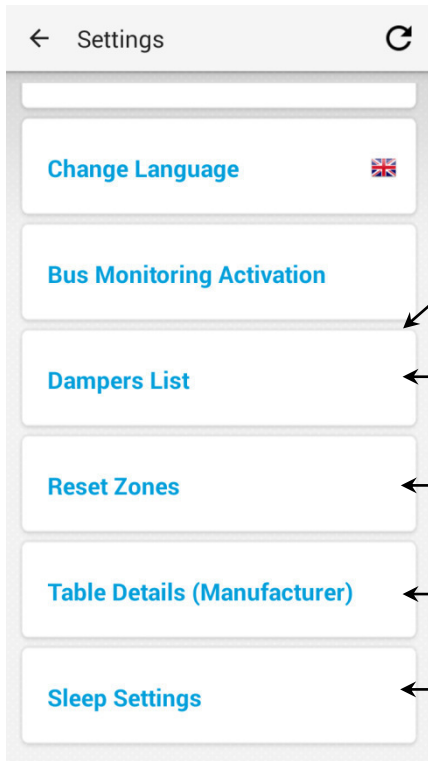 Settings
Change Language
Bus Monitoring Activation
Dampers List
Reset Zones
Table Details (Manufacturer)
Sleep Settings